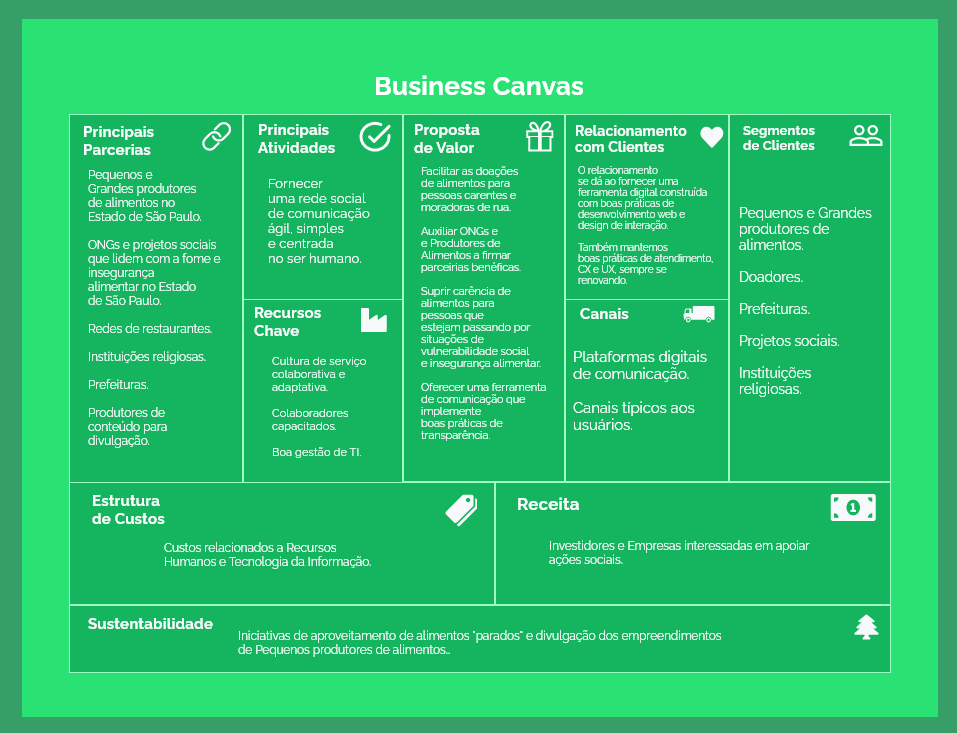 Business Canvas
Principais
Parcerias
Pequenos e
Grandes produtores
de alimentos no
Estado de São Paulo.
ONGs e projetos sociais
que lidem com a fome e
insegurança
alimentar no Estado
de São Paulo.
Redes de restaurantes.
Instituições religiosas.
Prefeituras.
Produtores de
conteúdo para
divulgação.
Principais
Atividades
Fornecer
uma rede social
de comunicação
ágil, simples
e centrada
no ser humano.
Recursos
Chave
Cultura de serviço
colaborativa e
adaptativa.
Colaboradores
capacitados.
Boa gestão de TI.
Proposta
de Valor
Facilitar as doações
de alimentos para
pessoas carentes e
moradoras de rua.
Auxiliar ONGs e
e Produtores de
Alimentos a firmar
parceirias benéficas.
Suprir carência de
alimentos para
pessoas que
estejam passando por
situações de
vulnerabilidade social
e insegurança alimentar.
Oferecer uma ferramenta
de comunicação que
implemente
boas práticas de
transparência.
Relacionamento
com Clientes
O relacionamento
se dá ao fornecer uma
ferramenta digital construída
com boas práticas de
desenvolvimento web e
design de interação.
Também mantemos
boas práticas de atendimento,
CX e UX, sempre se
renovando.
Canais
Plataformas digitais
de comunicação.
Canais típicos aos
usuários.
Segmentos
de Clientes
Pequenos e Grandes
produtores de
alimentos.
Doadores.
Prefeituras.
Projetos sociais.
Instituições
religiosas.
Estrutura
de Custos
Custos relacionados a Recursos
Humanos e Tecnologia da Informação.
Receita
1
Investidores e Empresas interessadas em apoiar
ações sociais.
Sustentabilidade
Iniciativas de aproveitamento de alimentos "parados" e divulgação dos empreendimentos
de Pequenos produtores de alimentos..